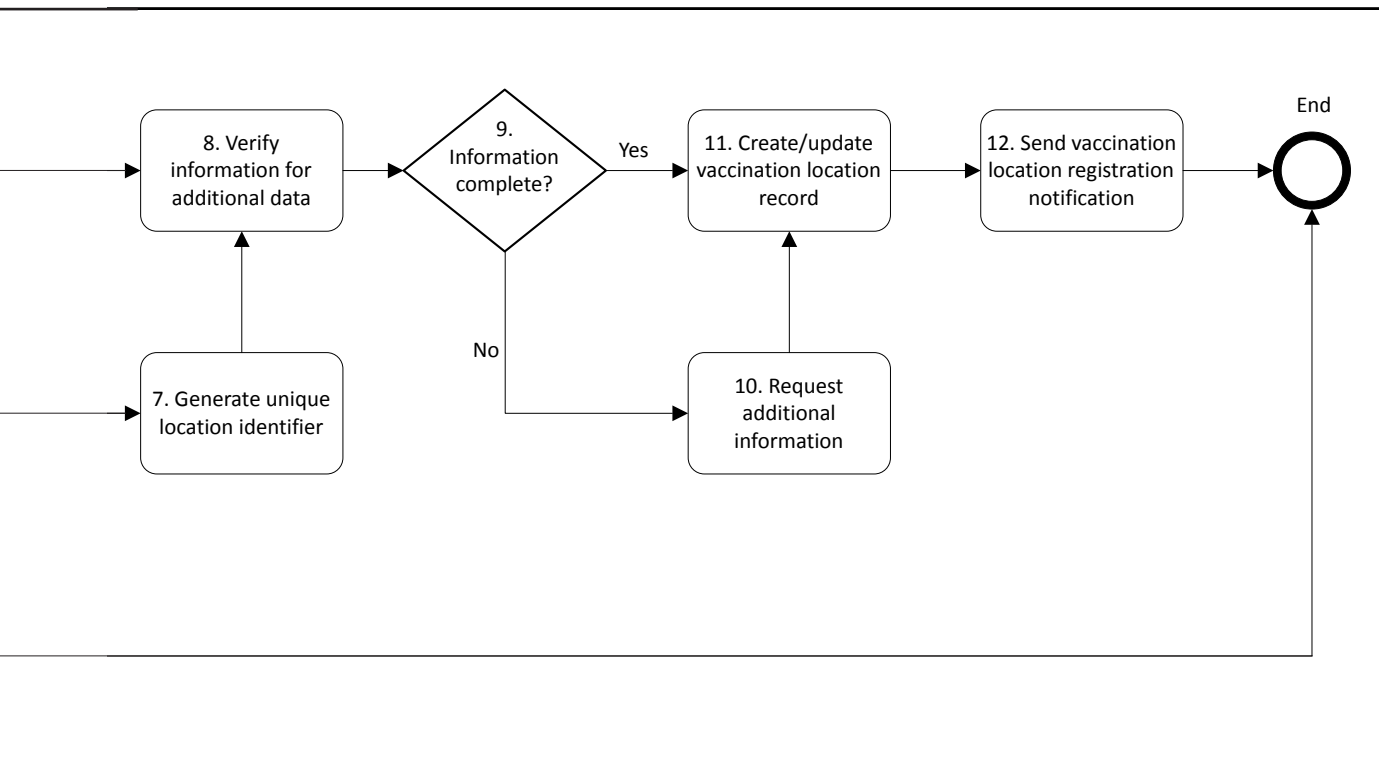 End
8. Verify
information for
additional data
9.
Information
complete?
Yes
11. Create/update
vaccination location
record
12. Send vaccination
location registration
notification
No
7. Generate unique
location identifier
10. Request
additional
information